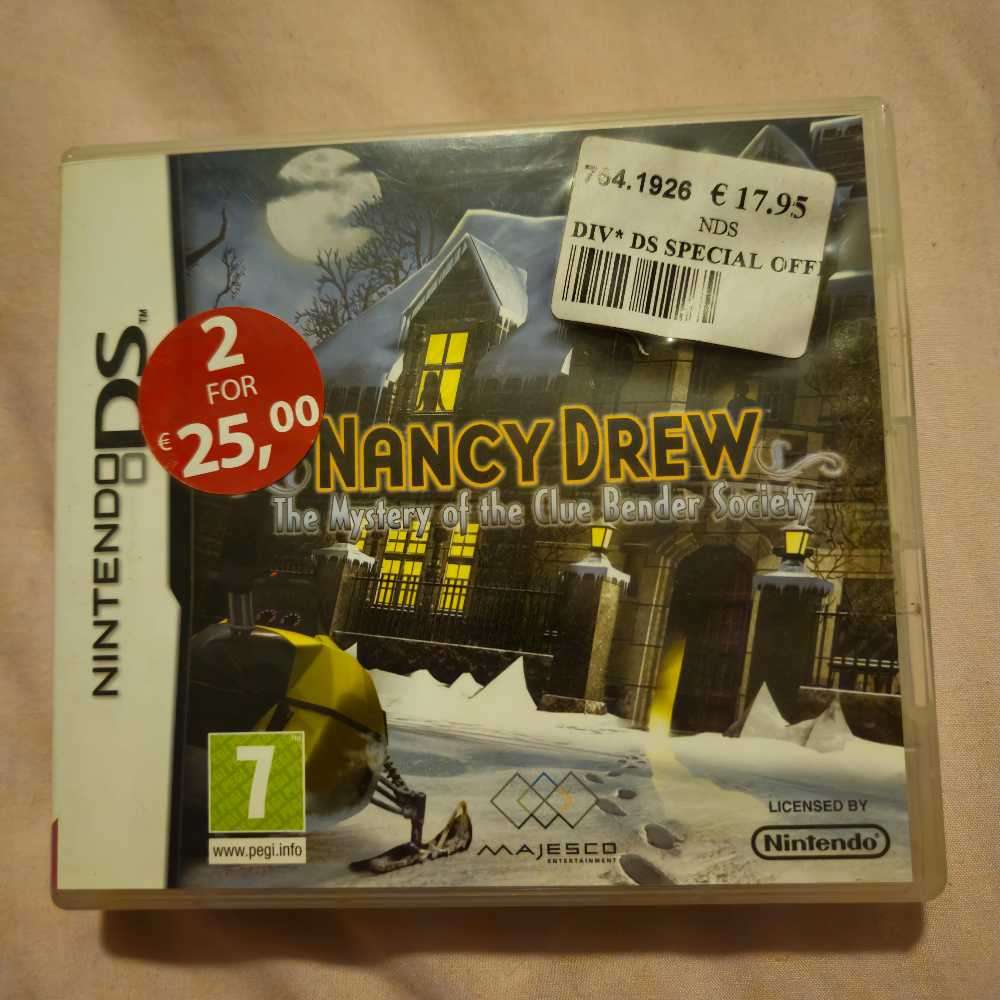 NINTENDO DS™
764.1926 € 17.95
NDS
DIV* DS SPECIAL OFF
2
FOR
€ 25,00
NANCY DREW
The Mystery of the Clue Bender Society
7
www.pegi.info
MAJESCO
ENTERTAINMENT
LICENSED BY
Nintendo®